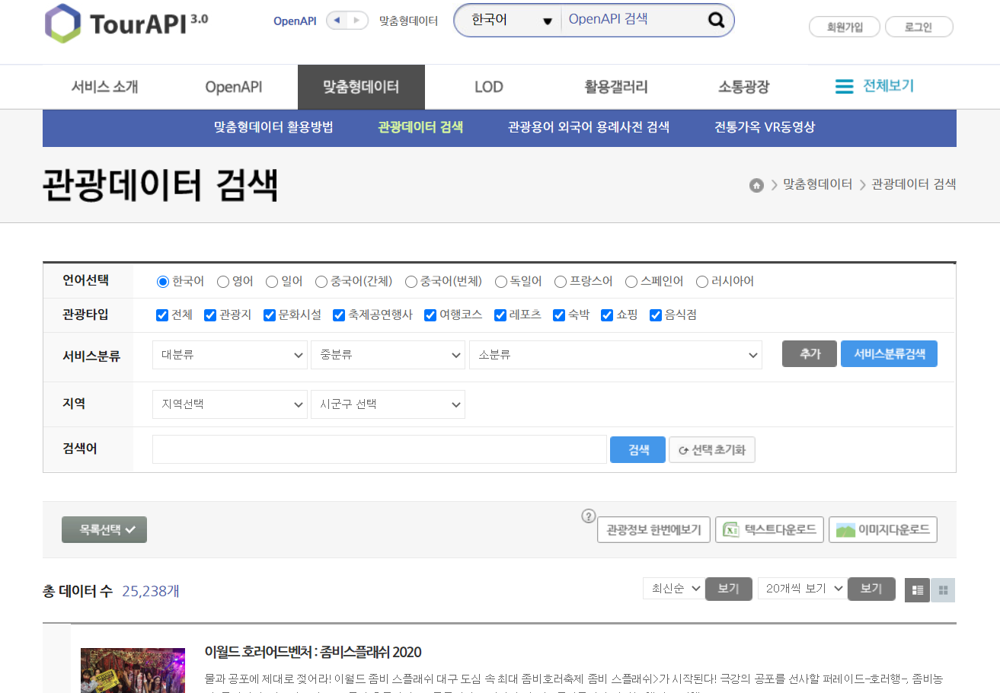 TourAPI 3.0
OpenAPI 맞춤형데이터 한국어 OpenAPI 검색 회원가입 로그인
서비스 소개 OpenAPI 맞춤형데이터 LOD 활용갤러리 소통광장 전체보기
맞춤형데이터 활용방법 관광데이터 검색 관광용어 외국어 용례사전 검색 전통가옥 VR동영상
관광데이터 검색
맞춤형데이터 관광데이터 검색
언어선택 한국어 영어 일어 중국어(간체) 중국어(번체) 독일어 프랑스어 스페인어 러시아어
관광타입 전체 관광지 문화시설 축제공연행사 여행코스 레포츠 숙박 쇼핑 음식점
서비스분류 대분류 중분류 소분류 추가 서비스분류검색
지역 지역선택 시군구 선택
검색어 검색 선택 초기화
목록선택 ? 관광정보 한번에보기 텍스트다운로드 이미지다운로드
총 데이터 수 25,238개 최신순 보기 20개씩 보기 보기
이월드 호러어드벤처 : 좀비스플래쉬 2020
물과 공포에 제대로 젖어라! 이월드 좀비 스플래쉬 대구 도심 속 최대 좀비호러축제 좀비 스플래쉬>가 시작된다! 극강의 공포를 선사할 퍼레이드-호러행-, 좀비농